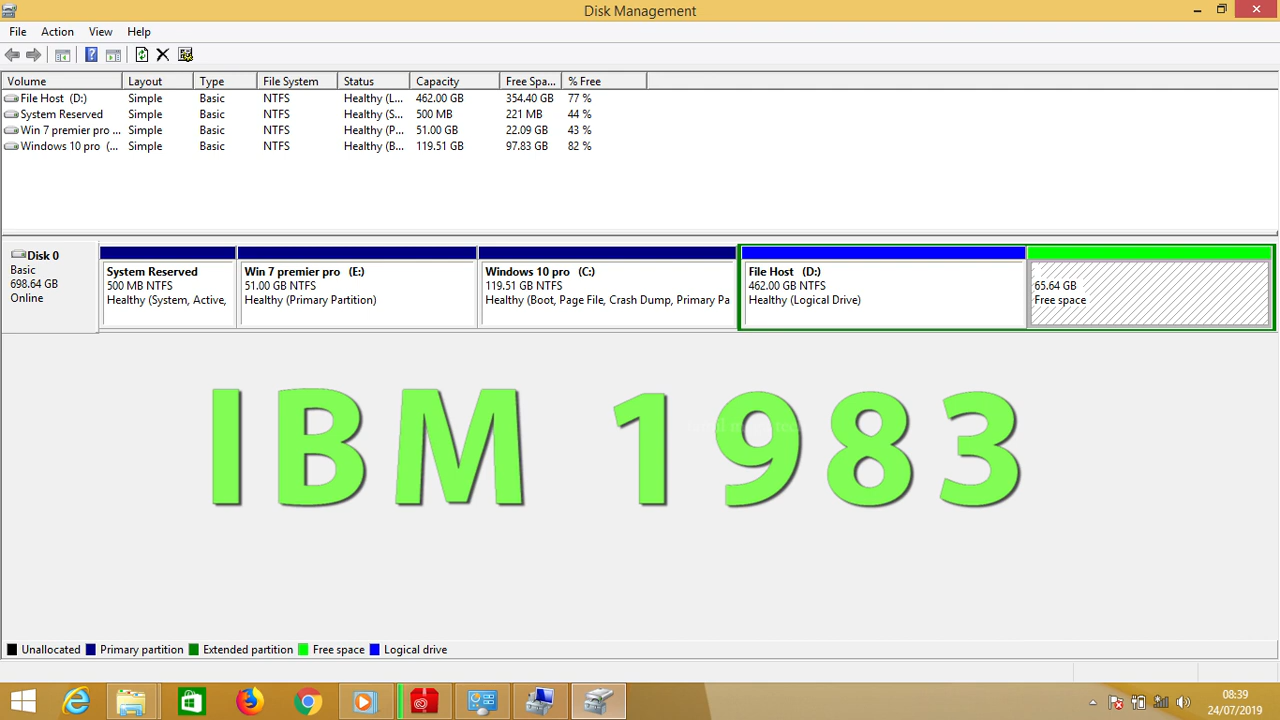 Disk Management
File Action View Help
Volume Layout Type File System Status Capacity Free Spa... % Free
File Host (D:) Simple Basic NTFS Healthy (L... 462.00 GB 354.40 GB 77 %
System Reserved Simple Basic NTFS Healthy (S... 500 MB 221 MB 44 %
Win 7 premier pro ... Simple Basic NTFS Healthy (P... 51.00 GB 22.09 GB 43 %
Windows 10 pro (... Simple Basic NTFS Healthy (B... 119.51 GB 97.83 GB 82 %
Disk 0
Basic
698.64 GB
Online
System Reserved
500 MB NTFS
Healthy (System, Active,
Win 7 premier pro (E:)
51.00 GB NTFS
Healthy (Primary Partition)
Windows 10 pro (C:)
119.51 GB NTFS
Healthy (Boot, Page File, Crash Dump, Primary Pa
File Host (D:)
462.00 GB NTFS
Healthy (Logical Drive)
65.64 GB
Free space
IBM 1983
Unallocated Primary partition Extended partition Free space Logical drive
08:39
24/07/2019